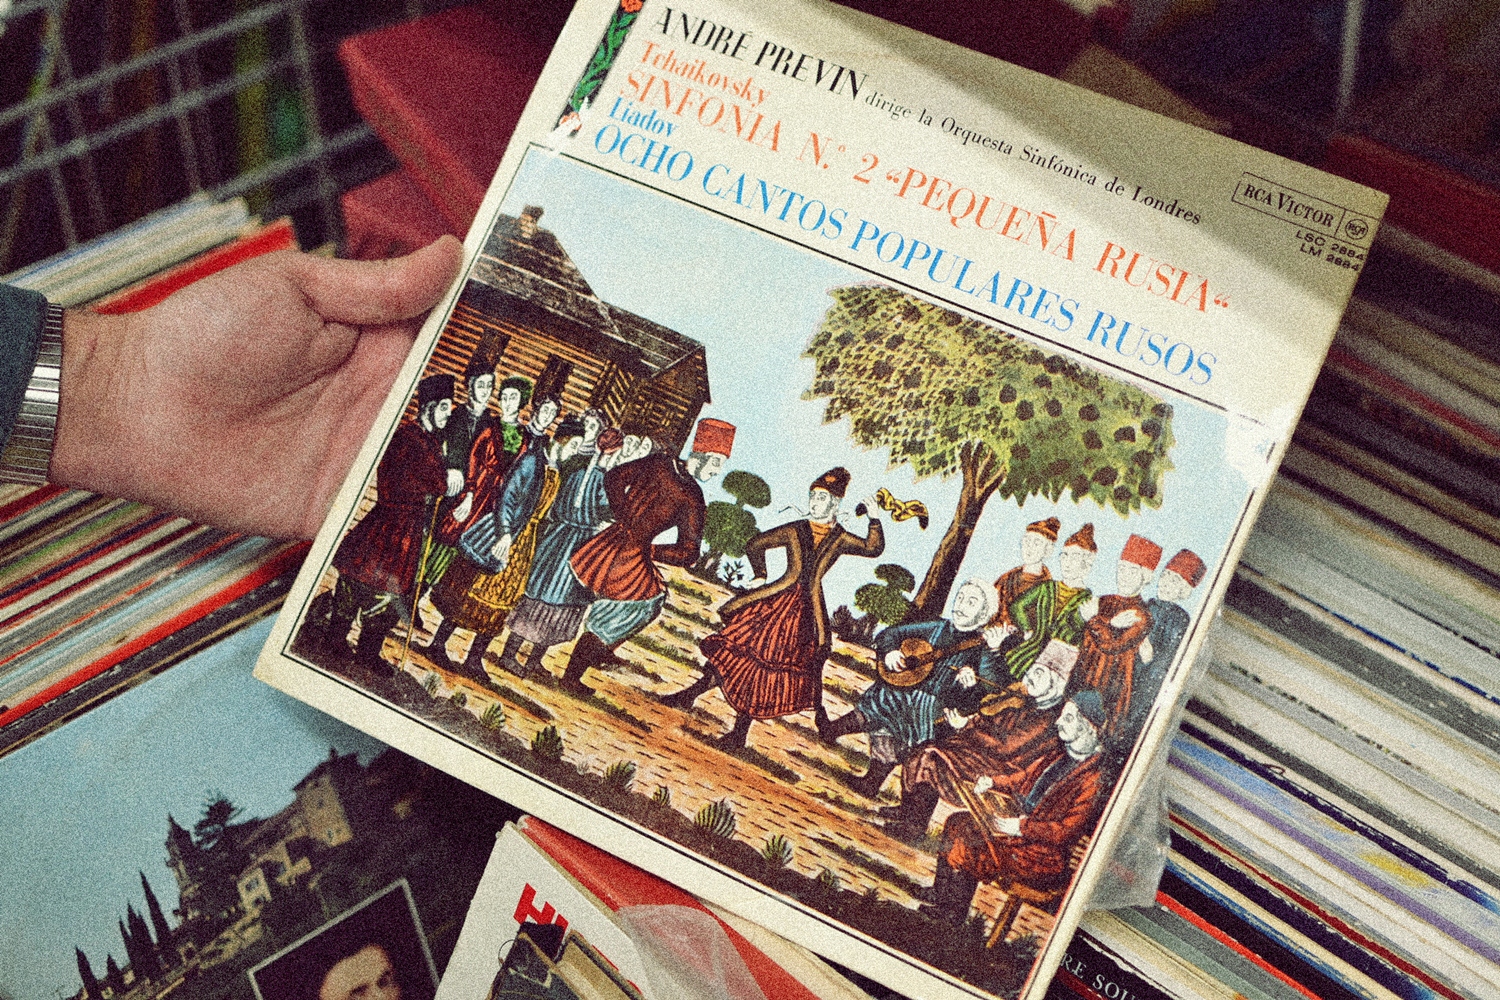 ANDRÉ PREVIN dirige la Orquesta Sinfónica de Londres
Tchaikovsky
SINFONIA N.º 2 “PEQUEÑA RUSIA“
Liadov
OCHO CANTOS POPULARES RUSOS
RCA VICTOR
LSC 2884
LM 2884